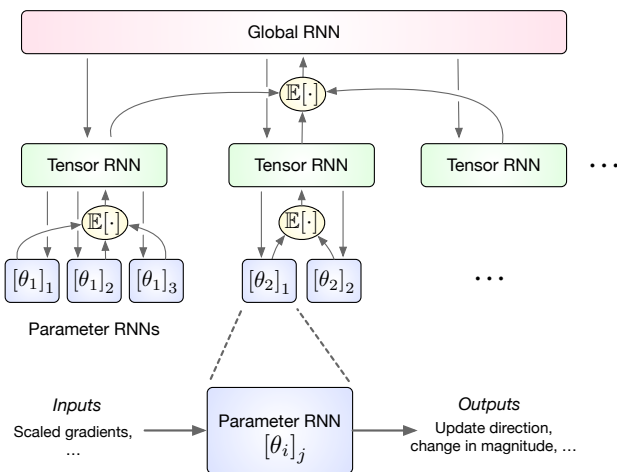 Global RNN
𝔼[·]
Tensor RNN
Tensor RNN
Tensor RNN
...
𝔼[·]
𝔼[·]
[θ₁]₁
[θ₁]₂
[θ₁]₃
[θ₂]₁
[θ₂]₂
...
Parameter RNNs
Inputs
Scaled gradients,
...
Parameter RNN
[θᵢ]ⱼ
Outputs
Update direction,
change in magnitude, ...